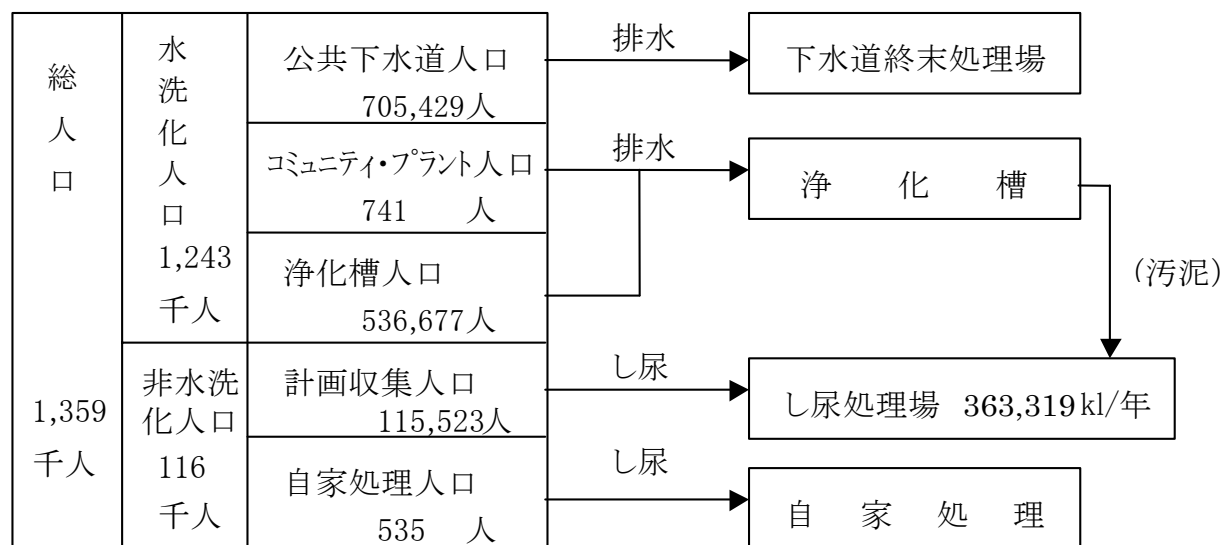 総人口
1,359
千人
水洗化人口
1,243
千人
公共下水道人口
705,429人
コミュニティ・プラント人口
741 人
浄化槽人口
536,677人
非水洗
化人口
116
千人
計画収集人口
115,523人
自家処理人口
535 人
排水
下水道終末処理場
排水
浄 化 槽
(汚泥)
し尿
し尿処理場 363,319kl/年
し尿
自 家 処 理